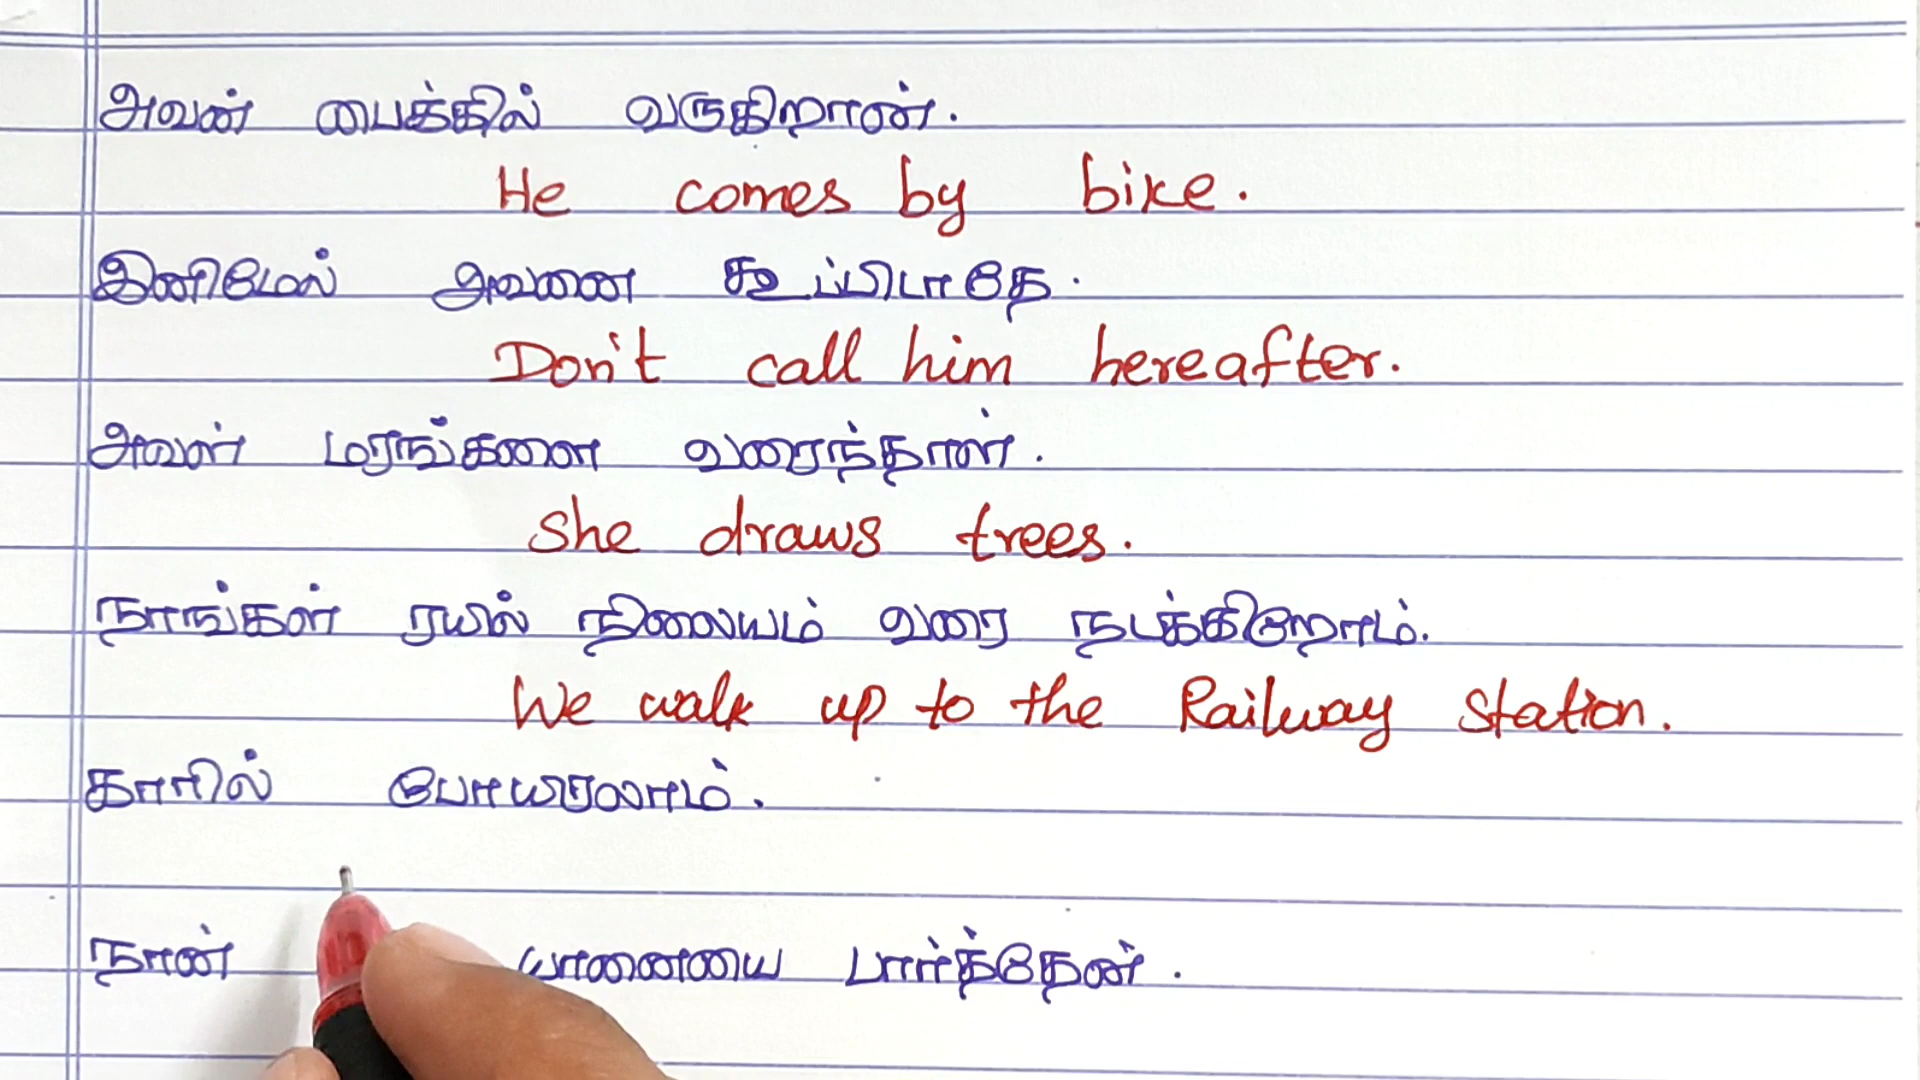 அவன் பைக்கில் வருகிறான்.
He comes by bike.
இனிமேல் அவனை கூப்பிடாதே.
Don't call him hereafter.
அவள் மரங்களை வரைந்தாள்.
She draws trees.
நாங்கள் ரயில் நிலையம் வரை நடக்கிறோம்.
We walk up to the Railway Station.
காரில் போயரலாம்.
நான் யானையை பார்த்தேன்.